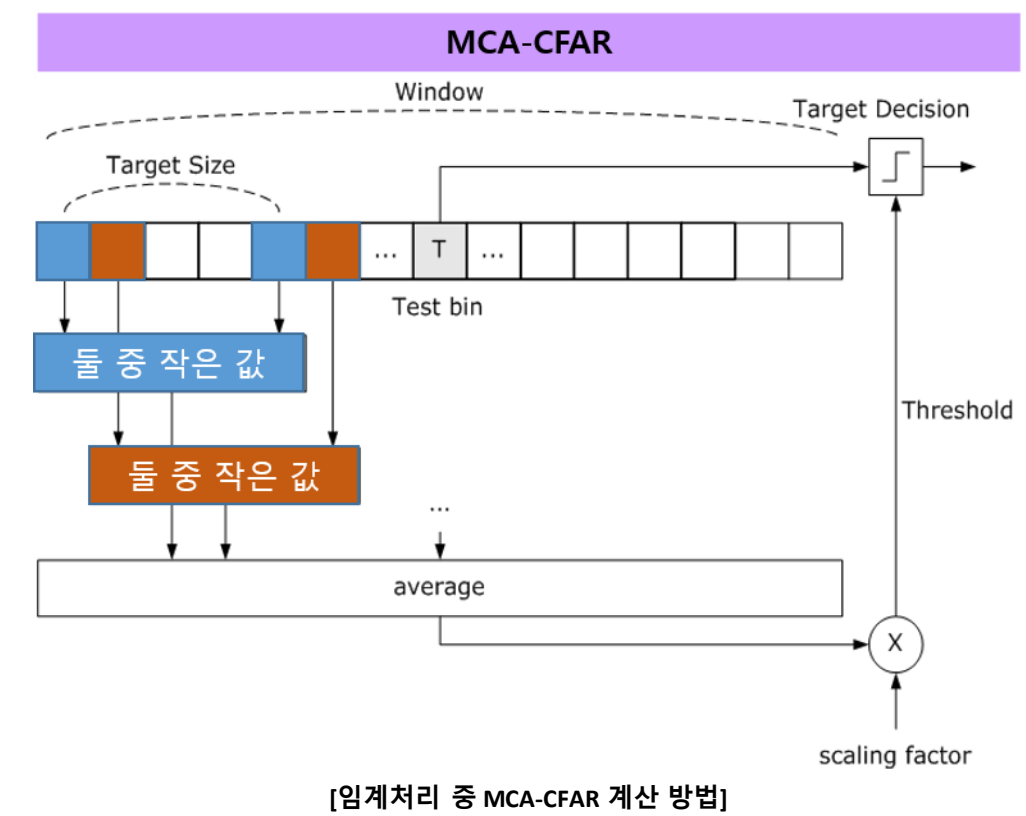 MCA-CFAR
Window
Target Decision
Target Size
... T ...
Test bin
둘 중 작은 값
Threshold
둘 중 작은 값
...
average
X
scaling factor
[임계처리 중 MCA-CFAR 계산 방법]